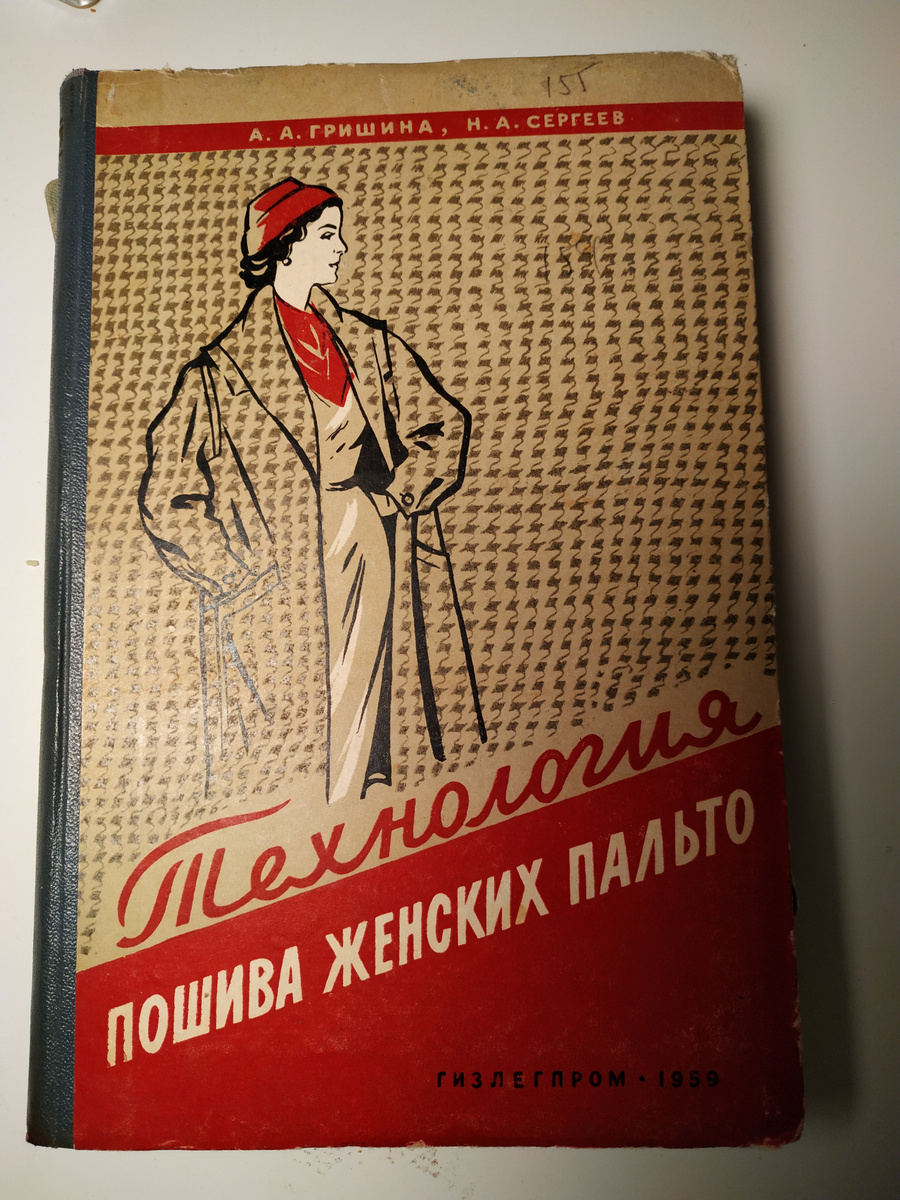 155
А. А. ГРИШИНА, Н. А. СЕРГЕЕВ
Технология
ПОШИВА ЖЕНСКИХ ПАЛЬТО
ГИЗЛЕГПРОМ • 1959